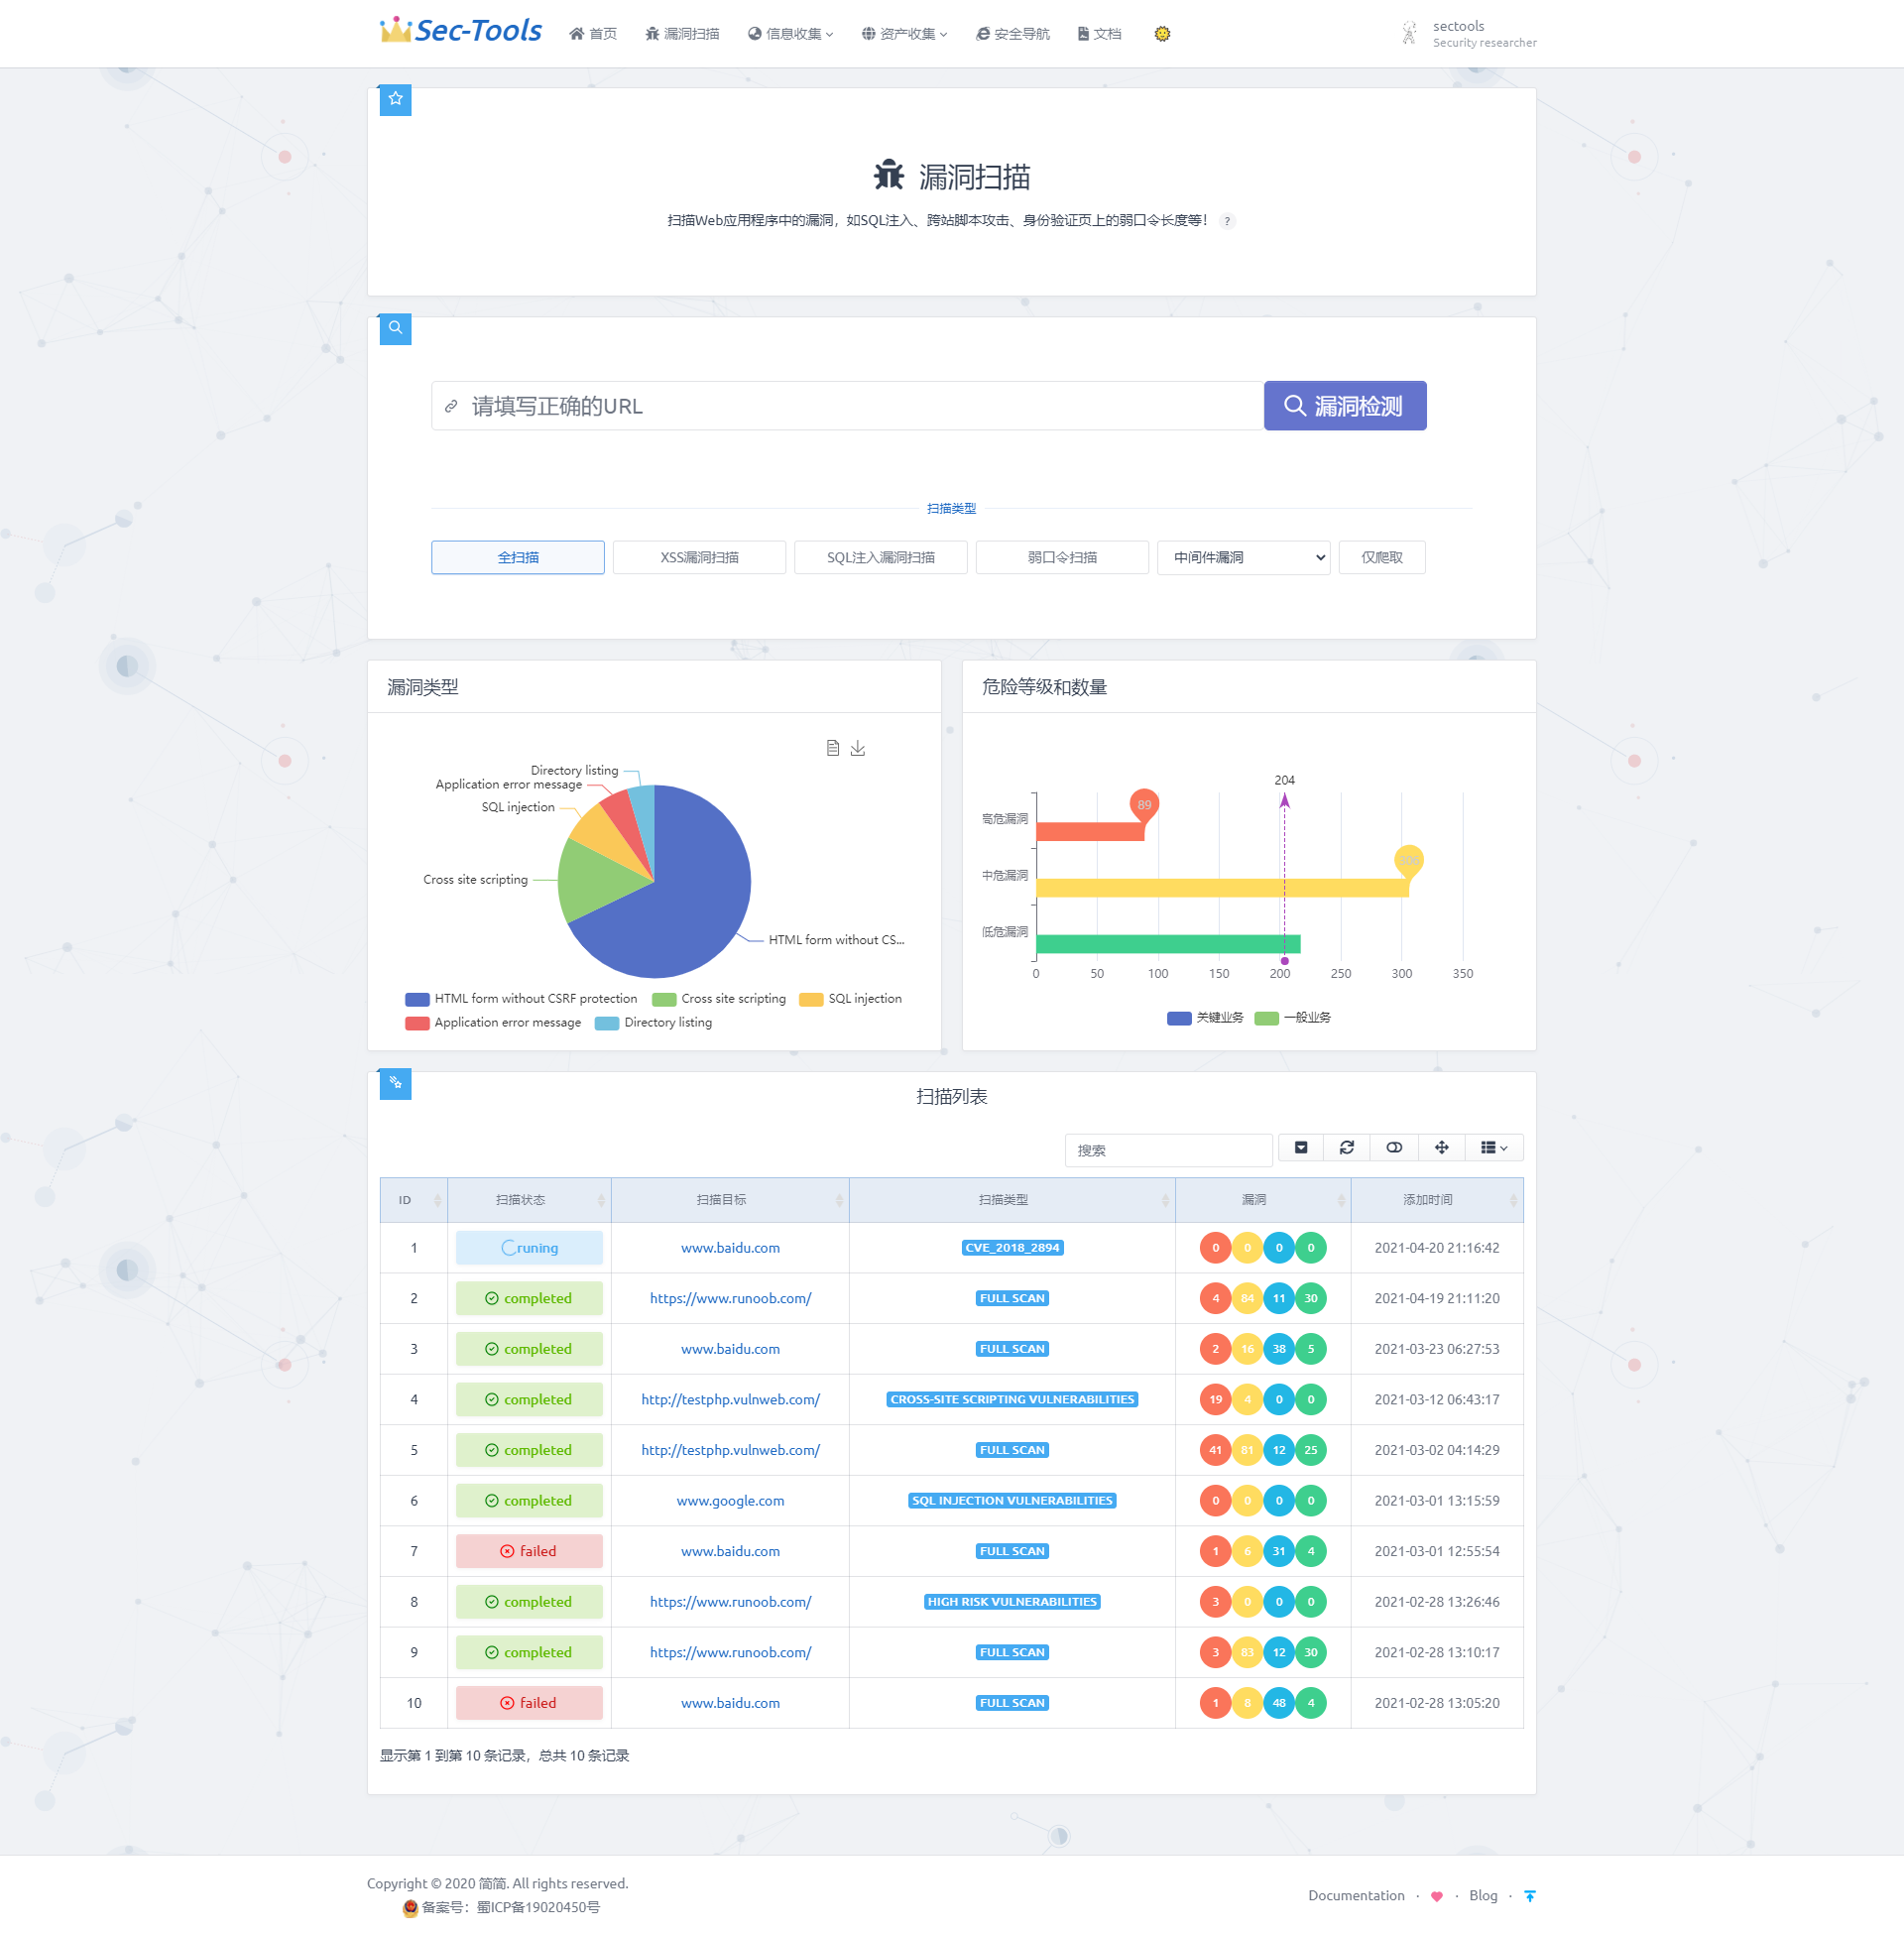 Sec-Tools 首页 漏洞扫描 信息收集 资产收集 安全导航 文档 sectools
Security researcher
漏洞扫描
扫描Web应用程序中的漏洞，如SQL注入、跨站脚本攻击、身份验证页上的弱口令长度等！ ?
请填写正确的URL 漏洞检测
扫描类型
全扫描 XSS漏洞扫描 SQL注入漏洞扫描 弱口令扫描 中间件漏洞 仅爬取
漏洞类型
Directory listing
Application error message
SQL injection
Cross site scripting
HTML form without CS...
HTML form without CSRF protection Cross site scripting SQL injection
Application error message Directory listing
危险等级和数量
204
高危漏洞 89
中危漏洞 306
低危漏洞
0 50 100 150 200 250 300 350
关键业务 一般业务
扫描列表
搜索
ID 扫描状态 扫描目标 扫描类型 漏洞 添加时间
1 runing www.baidu.com CVE_2018_2894 0 0 0 0 2021-04-20 21:16:42
2 completed https://www.runoob.com/ FULL SCAN 4 84 11 30 2021-04-19 21:11:20
3 completed www.baidu.com FULL SCAN 2 16 38 5 2021-03-23 06:27:53
4 completed http://testphp.vulnweb.com/ CROSS-SITE SCRIPTING VULNERABILITIES 19 4 0 0 2021-03-12 06:43:17
5 completed http://testphp.vulnweb.com/ FULL SCAN 41 81 12 25 2021-03-02 04:14:29
6 completed www.google.com SQL INJECTION VULNERABILITIES 0 0 0 0 2021-03-01 13:15:59
7 failed www.baidu.com FULL SCAN 1 6 31 4 2021-03-01 12:55:54
8 completed https://www.runoob.com/ HIGH RISK VULNERABILITIES 3 0 0 0 2021-02-28 13:26:46
9 completed https://www.runoob.com/ FULL SCAN 3 83 12 30 2021-02-28 13:10:17
10 failed www.baidu.com FULL SCAN 1 8 48 4 2021-02-28 13:05:20
显示第 1 到第 10 条记录，总共 10 条记录
Copyright © 2020 简简. All rights reserved.
备案号：蜀ICP备19020450号
Documentation · · Blog ·